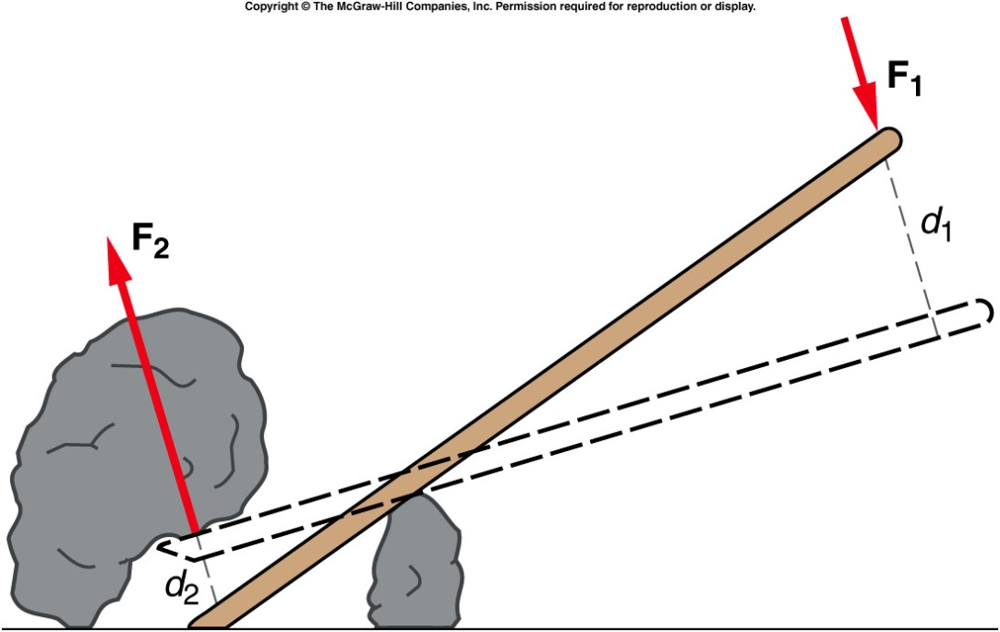 Copyright © The McGraw-Hill Companies, Inc. Permission required for reproduction or display.
F₁
d₁
F₂
d₂